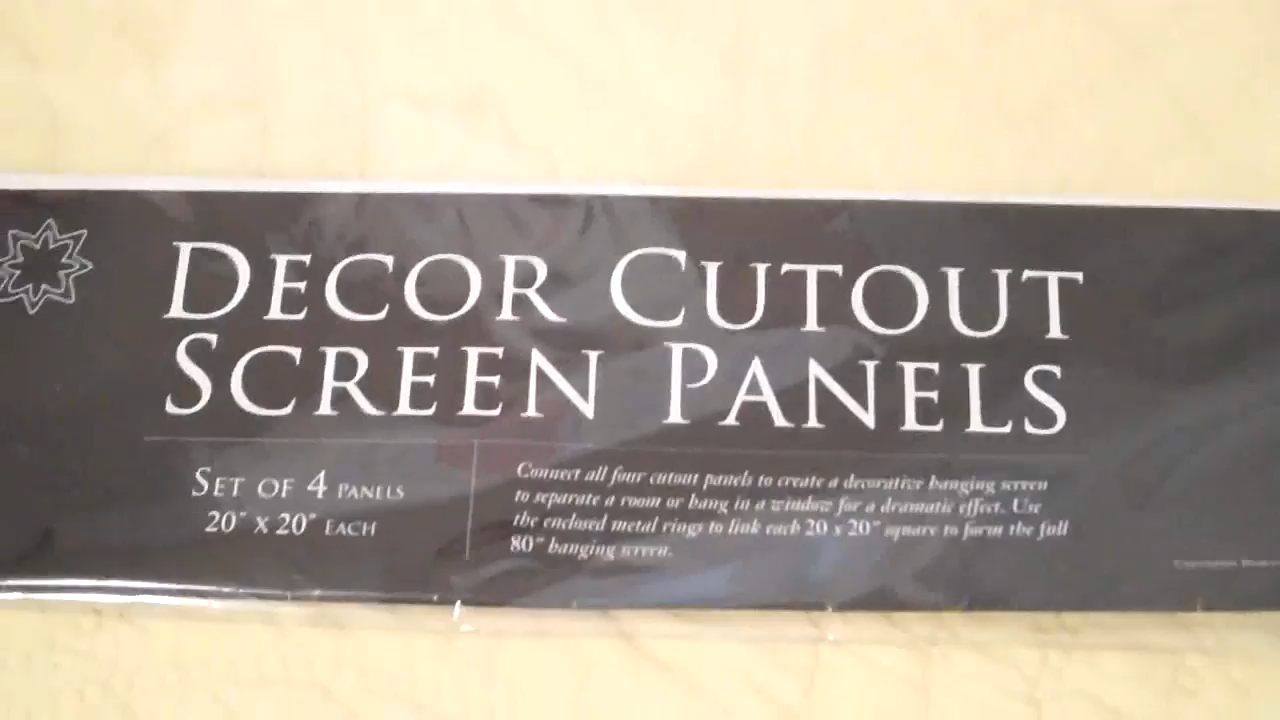 DECOR CUTOUT
SCREEN PANELS
SET OF 4 PANELS
20" X 20" EACH
Connect all four cutout panels to create a decorative hanging screen
to separate a room or hang in a window for a dramatic effect. Use
the enclosed metal rings to link each 20 x 20" square to form the full
80" hanging screen.